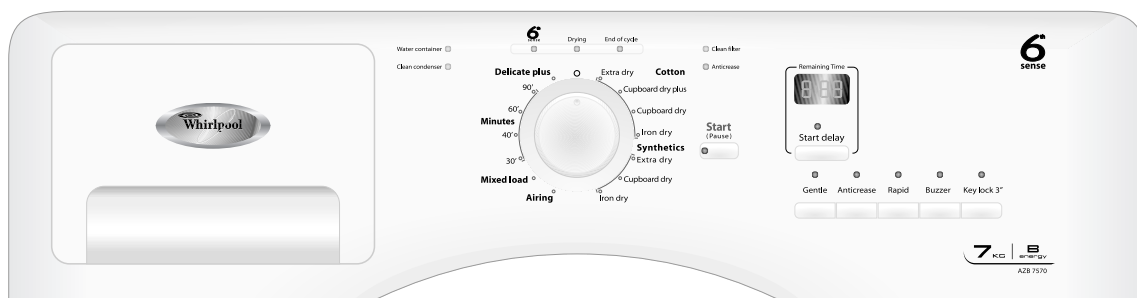 Whirlpool
Water container
Clean condenser
6th
sense
Drying
End of cycle
Clean filter
Anticrease
Delicate plus
90'
60'
Minutes
40'
30'
Mixed load
Airing
Extra dry
Cotton
Cupboard dry plus
Cupboard dry
Iron dry
Synthetics
Extra dry
Cupboard dry
Iron dry
Start
(Pause)
Remaining Time
Start delay
Gentle
Anticrease
Rapid
Buzzer
Key lock 3"
6th
sense
7 KG
B
energy
AZB 7570